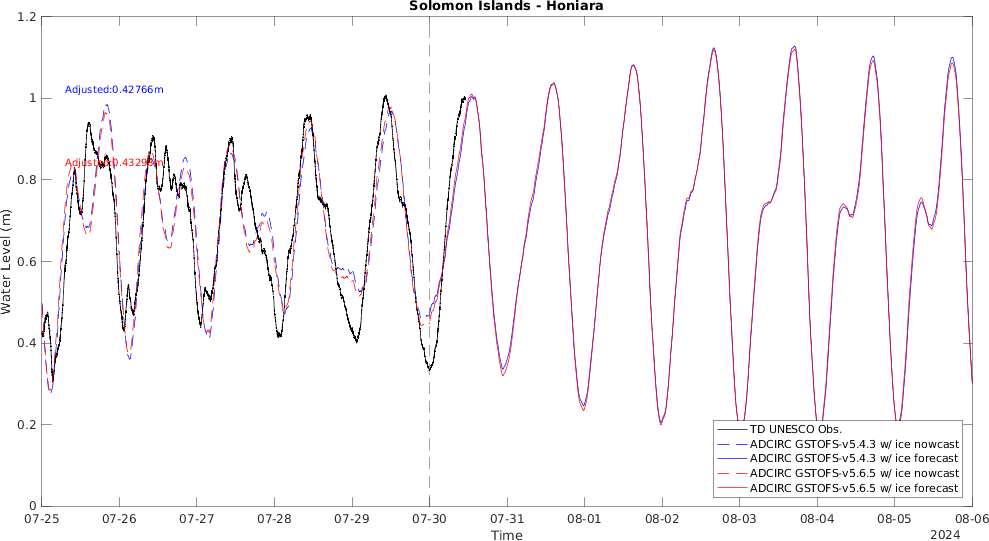 Solomon Islands - Honiara
Water Level (m)
1.2
1
0.8
0.6
0.4
0.2
0
Adjusted:0.42766m
TD UNESCO Obs.
ADCIRC GSTOFS-v5.4.3 w/ ice nowcast
ADCIRC GSTOFS-v5.4.3 w/ ice forecast
ADCIRC GSTOFS-v5.6.5 w/ ice nowcast
ADCIRC GSTOFS-v5.6.5 w/ ice forecast
07-25 07-26 07-27 07-28 07-29 07-30 07-31 08-01 08-02 08-03 08-04 08-05 08-06
Time
2024